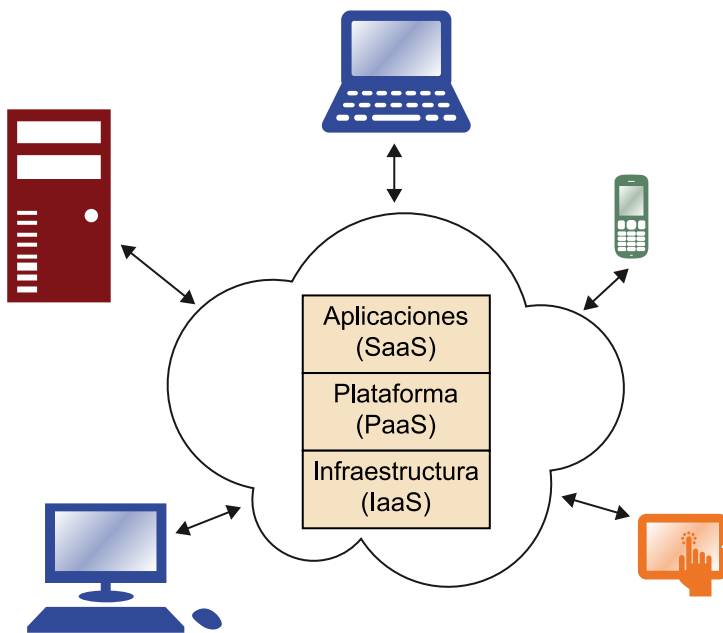 Aplicaciones
(SaaS)
Plataforma
(PaaS)
Infraestructura
(IaaS)